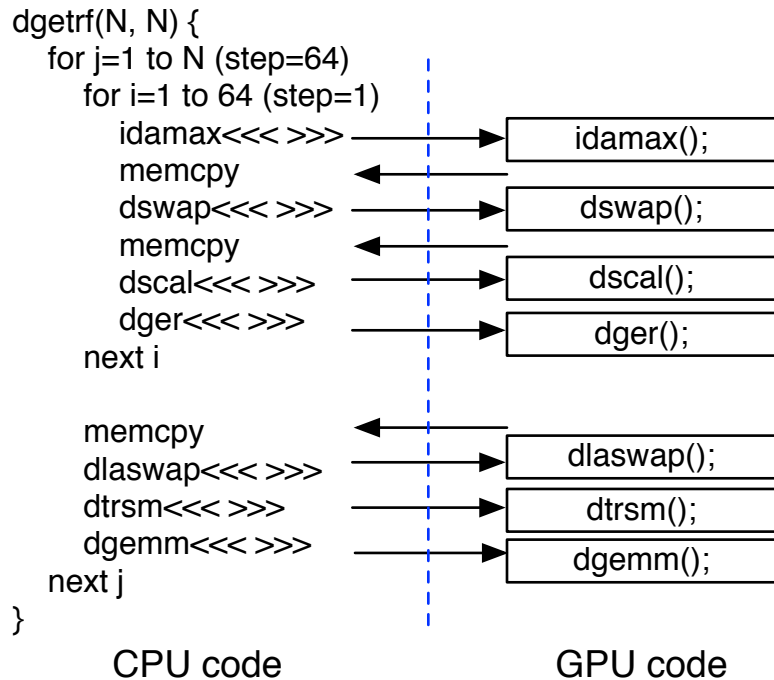 dgetrf(N, N) {
for j=1 to N (step=64)
for i=1 to 64 (step=1)
idamax<<< >>> idamax();
memcpy
dswap<<< >>> dswap();
memcpy
dscal<<< >>> dscal();
dger<<< >>> dger();
next i
memcpy
dlaswap<<< >>> dlaswap();
dtrsm<<< >>> dtrsm();
dgemm<<< >>> dgemm();
next j
}
CPU code GPU code